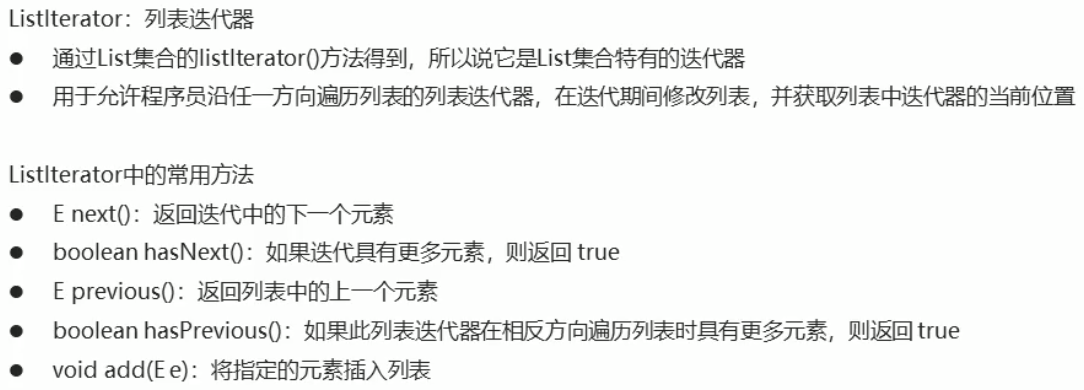 ListIterator：列表迭代器
● 通过List集合的listIterator()方法得到，所以说它是List集合特有的迭代器
● 用于允许程序员沿任一方向遍历列表的列表迭代器，在迭代期间修改列表，并获取列表中迭代器的当前位置
ListIterator中的常用方法
● E next()：返回迭代中的下一个元素
● boolean hasNext()：如果迭代具有更多元素，则返回 true
● E previous()：返回列表中的上一个元素
● boolean hasPrevious()：如果此列表迭代器在相反方向遍历列表时具有更多元素，则返回 true
● void add(E e)：将指定的元素插入列表